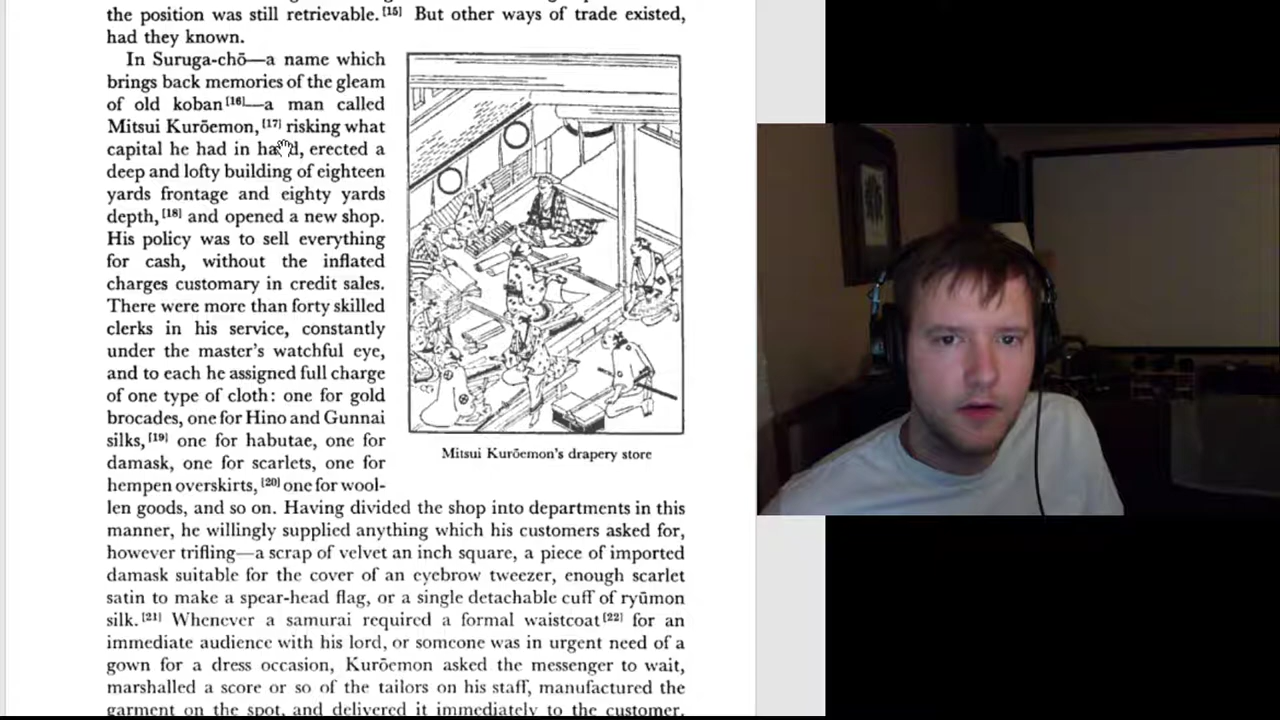 the position was still retrievable.[15] But other ways of trade existed,
had they known.
In Suruga-chō—a name which
brings back memories of the gleam
of old koban[16]—a man called
Mitsui Kurōemon,[17] risking what
capital he had in hand, erected a
deep and lofty building of eighteen
yards frontage and eighty yards
depth,[18] and opened a new shop.
His policy was to sell everything
for cash, without the inflated
charges customary in credit sales.
There were more than forty skilled
clerks in his service, constantly
under the master's watchful eye,
and to each he assigned full charge
of one type of cloth: one for gold
brocades, one for Hino and Gunnai
silks,[19] one for habutae, one for
damask, one for scarlets, one for
hempen overskirts,[20] one for wool-
Mitsui Kurōemon's drapery store
len goods, and so on. Having divided the shop into departments in this
manner, he willingly supplied anything which his customers asked for,
however trifling—a scrap of velvet an inch square, a piece of imported
damask suitable for the cover of an eyebrow tweezer, enough scarlet
satin to make a spear-head flag, or a single detachable cuff of ryūmon
silk.[21] Whenever a samurai required a formal waistcoat[22] for an
immediate audience with his lord, or someone was in urgent need of a
gown for a dress occasion, Kurōemon asked the messenger to wait,
marshalled a score or so of the tailors on his staff, manufactured the
garment on the spot, and delivered it immediately to the customer.